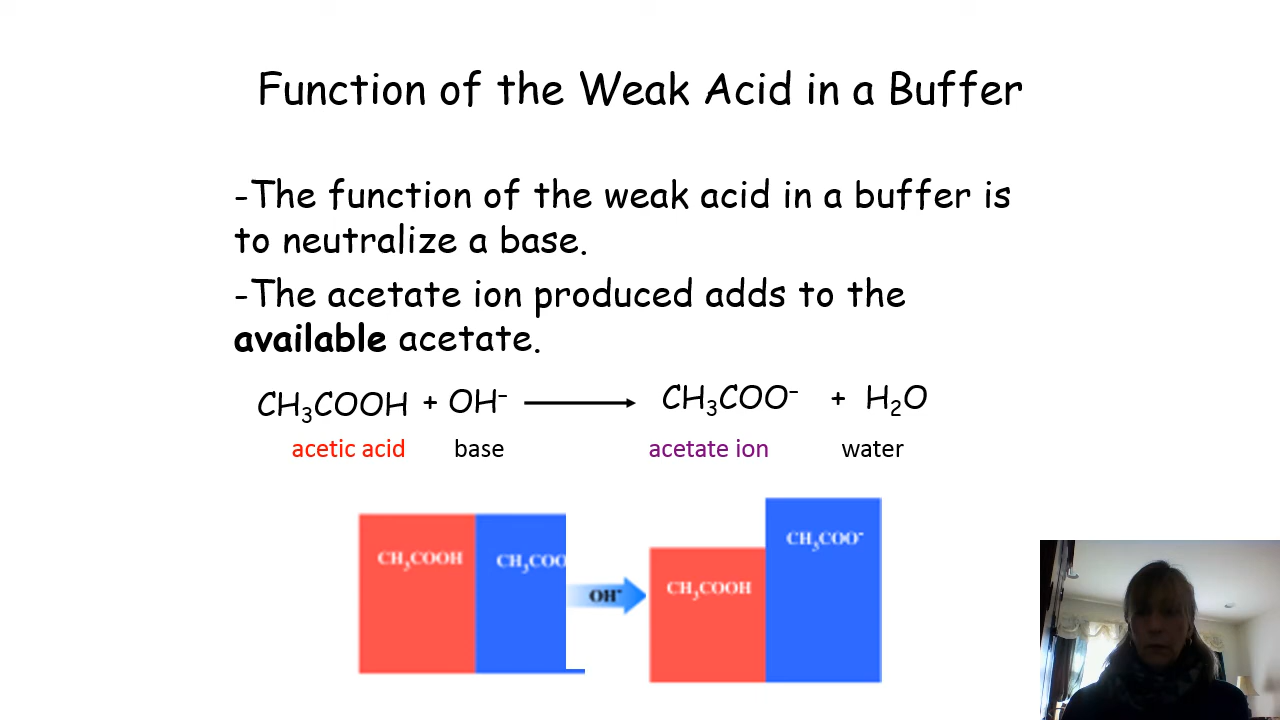 Function of the Weak Acid in a Buffer
-The function of the weak acid in a buffer is
to neutralize a base.
-The acetate ion produced adds to the
available acetate.
CH₃COOH + OH⁻ ⟶ CH₃COO⁻ + H₂O
acetic acid base acetate ion water
CH₃COOH CH₃COO OH⁻ CH₃COOH CH₃COO⁻